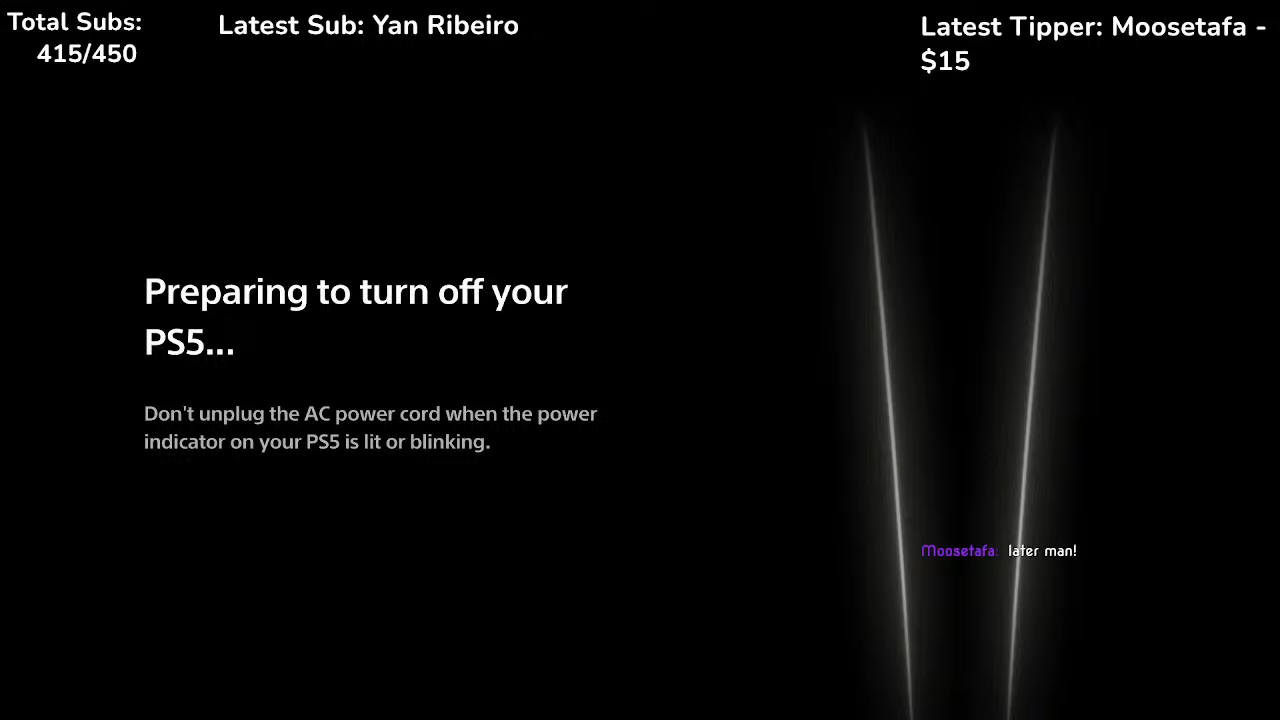 Total Subs:
415/450
Latest Sub: Yan Ribeiro
Latest Tipper: Moosetafa -
$15
Preparing to turn off your
PS5...
Don't unplug the AC power cord when the power
indicator on your PS5 is lit or blinking.
Moosetafa: later man!